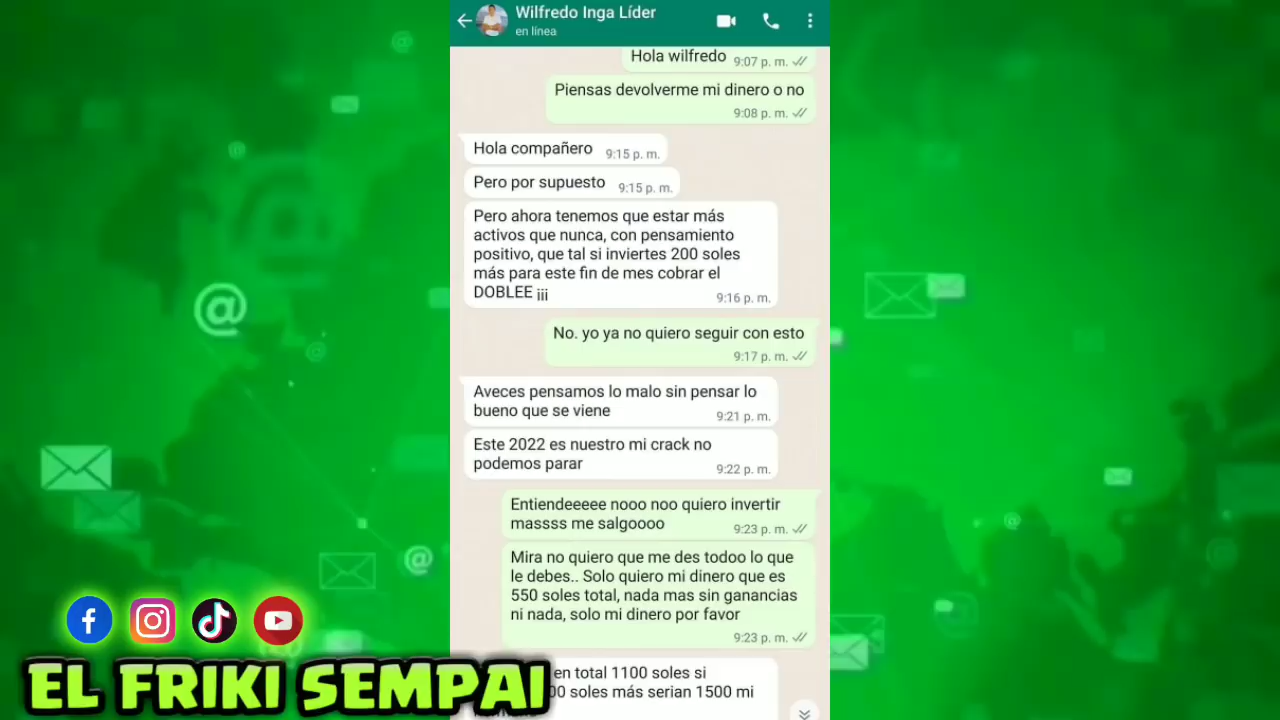 Wilfredo Inga Líder
en línea
Hola wilfredo 9:07 p. m.
Piensas devolverme mi dinero o no
9:08 p. m.
Hola compañero 9:15 p. m.
Pero por supuesto 9:15 p. m.
Pero ahora tenemos que estar más
activos que nunca, con pensamiento
positivo, que tal si inviertes 200 soles
más para este fin de mes cobrar el
DOBLEE ¡¡¡ 9:16 p. m.
No. yo ya no quiero seguir con esto
9:17 p. m.
Aveces pensamos lo malo sin pensar lo
bueno que se viene 9:21 p. m.
Este 2022 es nuestro mi crack no
podemos parar 9:22 p. m.
Entiendeeeee nooo noo quiero invertir
massss me salgoooo 9:23 p. m.
Mira no quiero que me des todoo lo que
le debes.. Solo quiero mi dinero que es
550 soles total, nada mas sin ganancias
ni nada, solo mi dinero por favor
9:23 p. m.
en total 1100 soles si
soles más serian 1500 mi
EL FRIKI SEMPAI